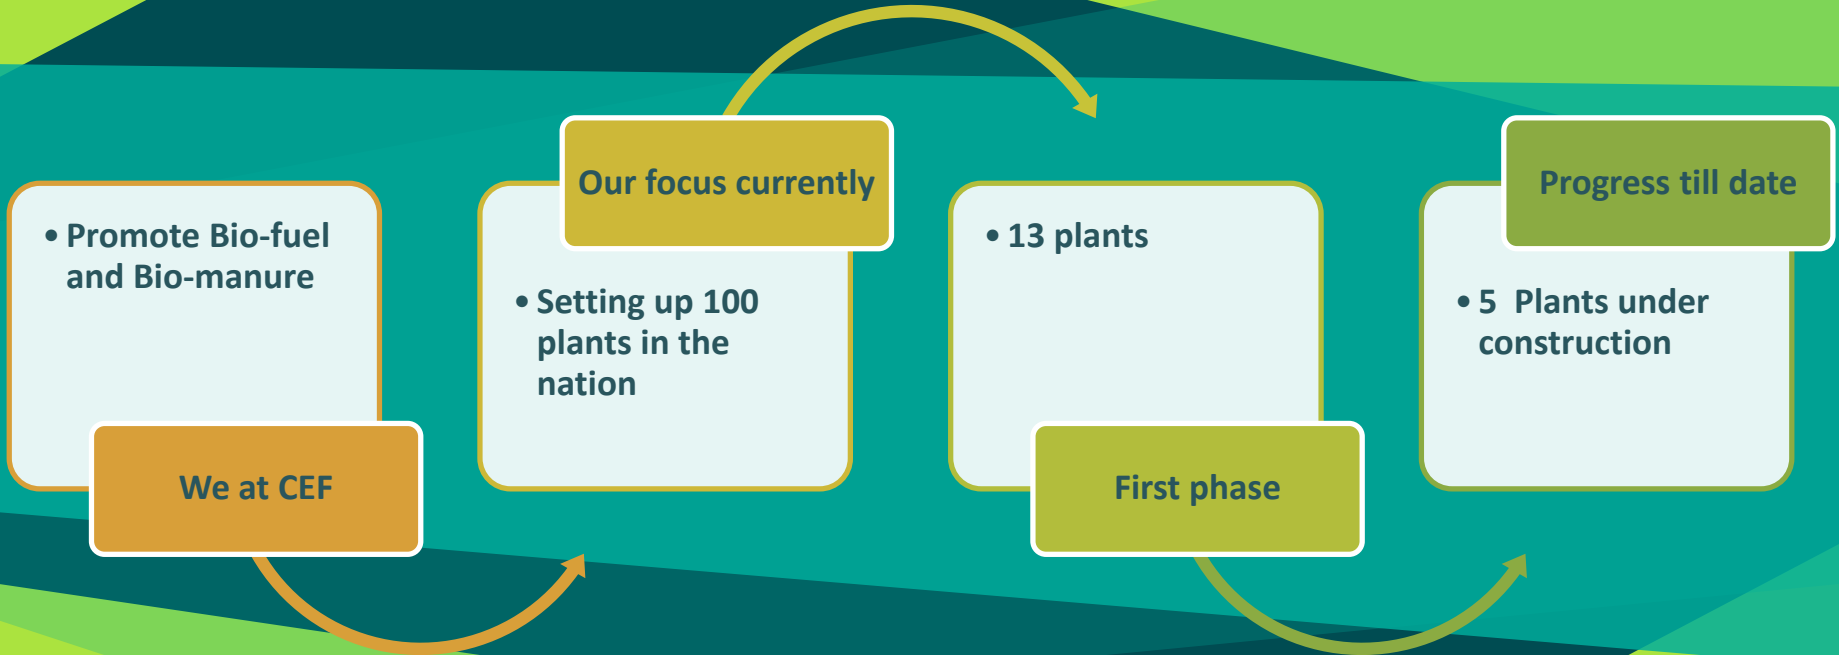 • Promote Bio-fuel
and Bio-manure
We at CEF
Our focus currently
• Setting up 100
plants in the
nation
• 13 plants
First phase
Progress till date
• 5  Plants under
construction